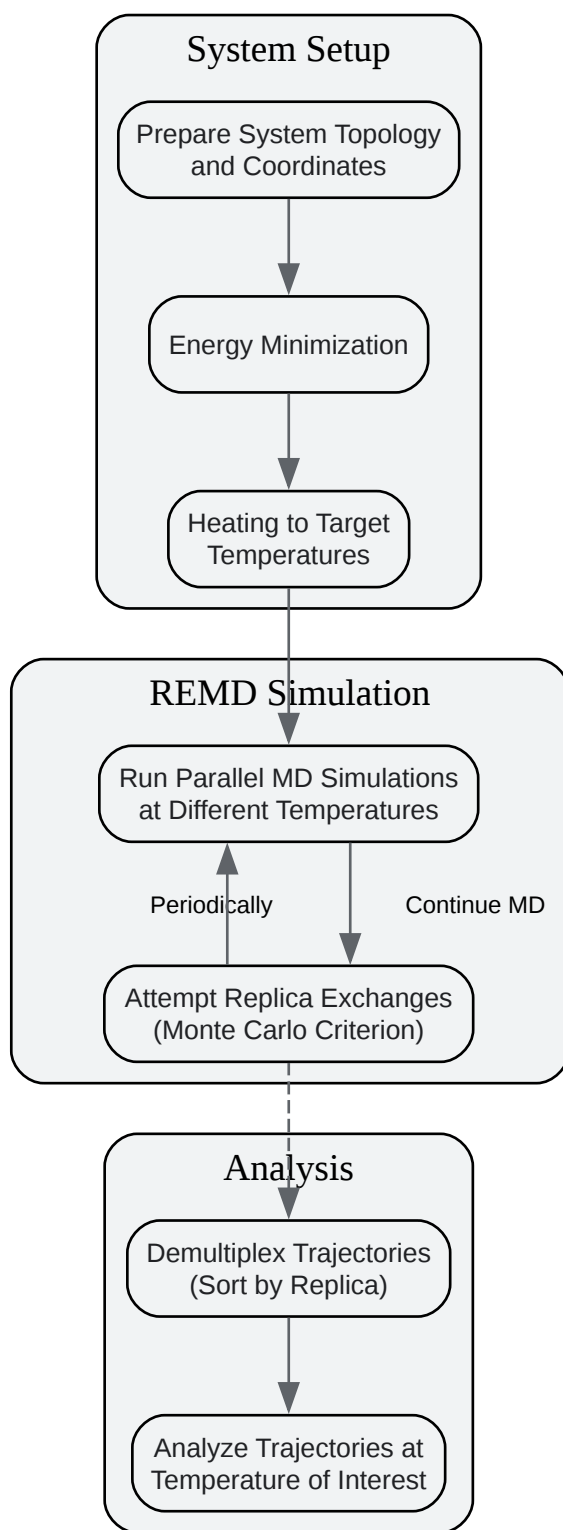 System Setup
Prepare System Topology
and Coordinates
Energy Minimization
Heating to Target
Temperatures
REMD Simulation
Run Parallel MD Simulations
at Different Temperatures
Periodically
Continue MD
Attempt Replica Exchanges
(Monte Carlo Criterion)
Analysis
Demultiplex Trajectories
(Sort by Replica)
Analyze Trajectories at
Temperature of Interest